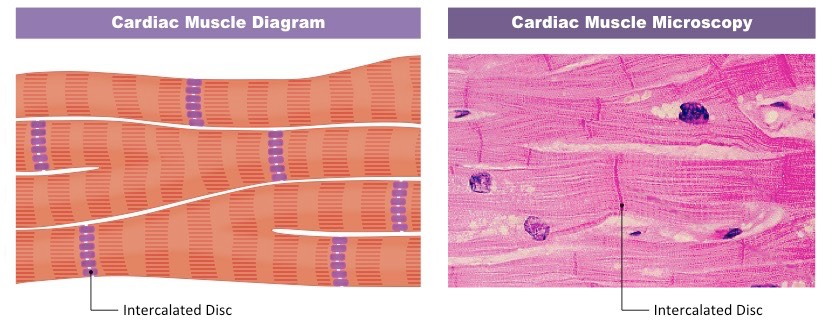 Cardiac Muscle Diagram
Cardiac Muscle Microscopy
Intercalated Disc
Intercalated Disc